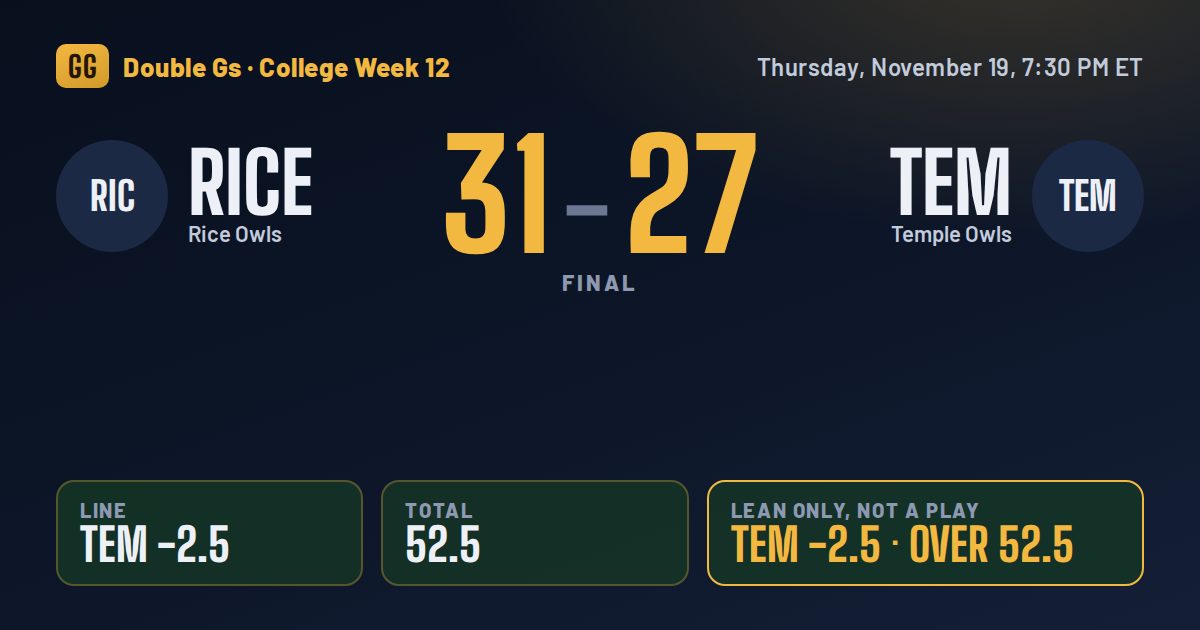 GG Double Gs · College Week 12
Thursday, November 19, 7:30 PM ET
RIC
RICE
Rice Owls
31 – 27
FINAL
TEM
Temple Owls
TEM
LINE
TEM −2.5
TOTAL
52.5
LEAN ONLY, NOT A PLAY
TEM −2.5 · OVER 52.5